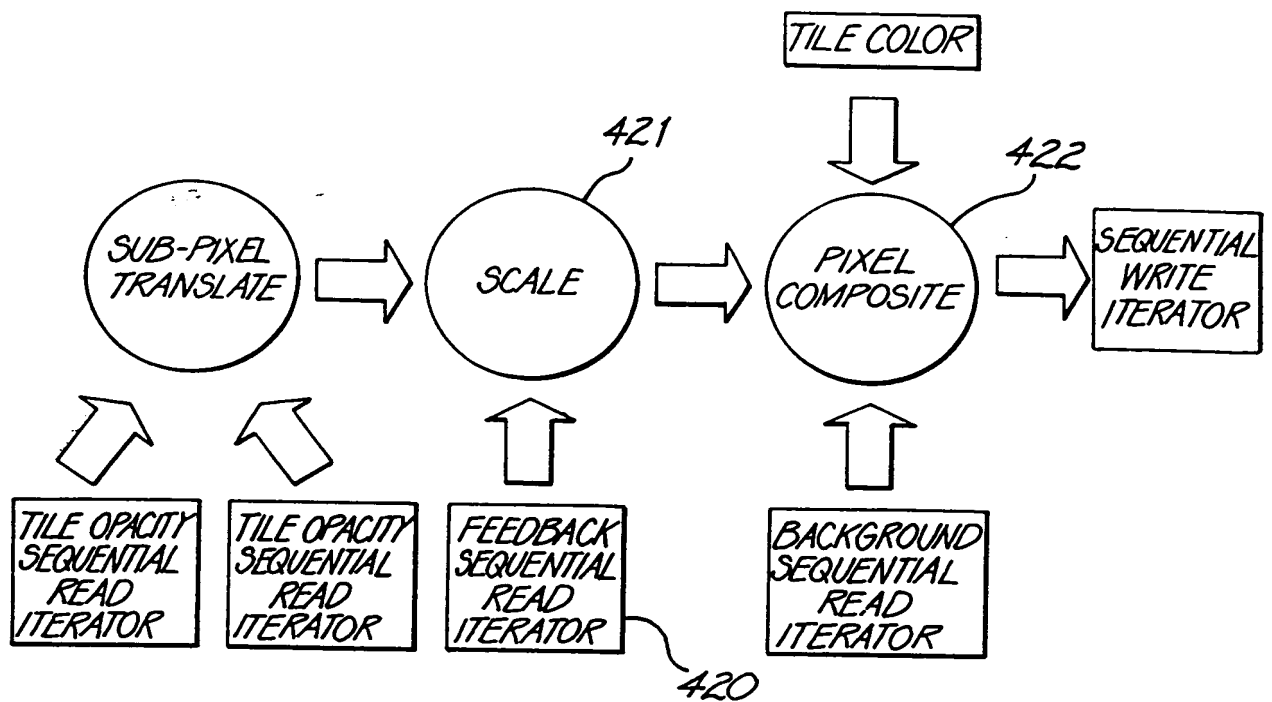 TILE COLOR
421
422
SUB-PIXEL
TRANSLATE
SCALE
PIXEL
COMPOSITE
SEQUENTIAL
WRITE
ITERATOR
TILE OPACITY
SEQUENTIAL
READ
ITERATOR
TILE OPACITY
SEQUENTIAL
READ
ITERATOR
FEEDBACK
SEQUENTIAL
READ
ITERATOR
BACKGROUND
SEQUENTIAL
READ
ITERATOR
420